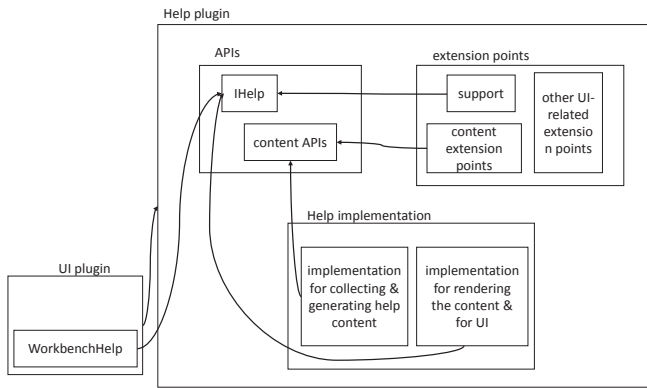 Help plugin
APIs
extension points
IHelp
support
other UI-
related
extensio
n points
content APIs
content
extension
points
Help implementation
implementation
for collecting &
generating help
content
implementation
for rendering
the content &
for UI
UI plugin
WorkbenchHelp